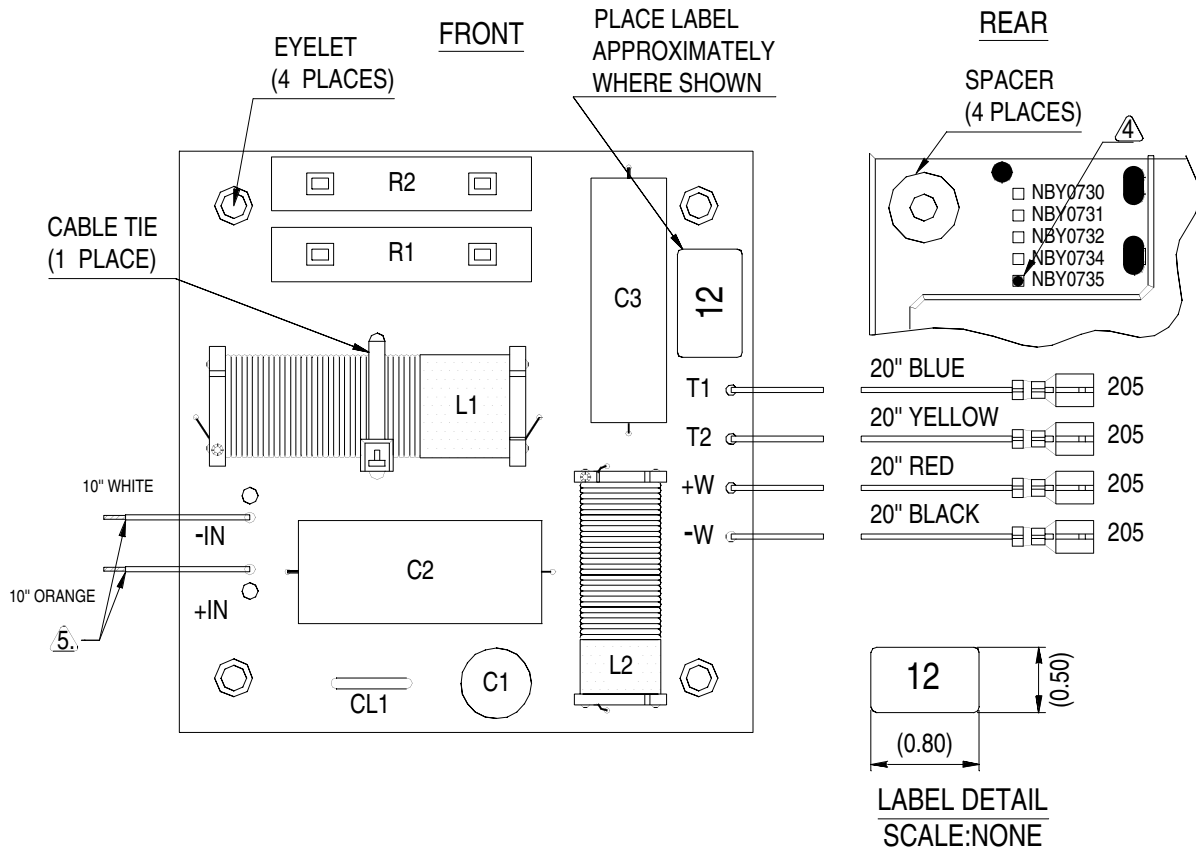 FRONT
REAR
EYELET
(4 PLACES)
PLACE LABEL
APPROXIMATELY
WHERE SHOWN
SPACER
(4 PLACES)
4
CABLE TIE
(1 PLACE)
R2
R1
C3
12
NBY0730
NBY0731
NBY0732
NBY0734
NBY0735
L1
T1
20" BLUE
205
T2
20" YELLOW
205
+W
20" RED
205
-W
20" BLACK
205
10" WHITE
-IN
10" ORANGE
+IN
5.
C2
L2
C1
CL1
12
(0.50)
(0.80)
LABEL DETAIL
SCALE:NONE